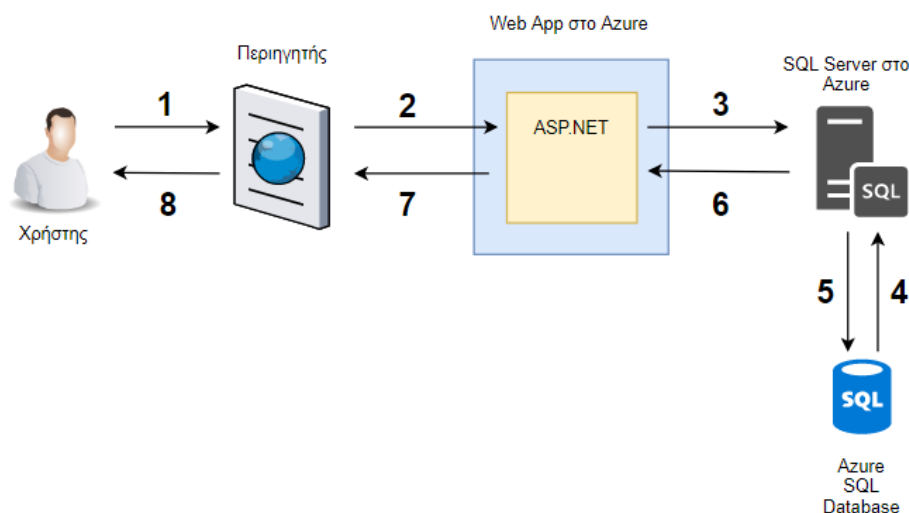 Web App στο Azure
Περιηγητής
SQL Server στο
Azure
1
2
3
ASP.NET
8
7
6
SQL
Χρήστης
5
4
SQL
Azure
SQL
Database